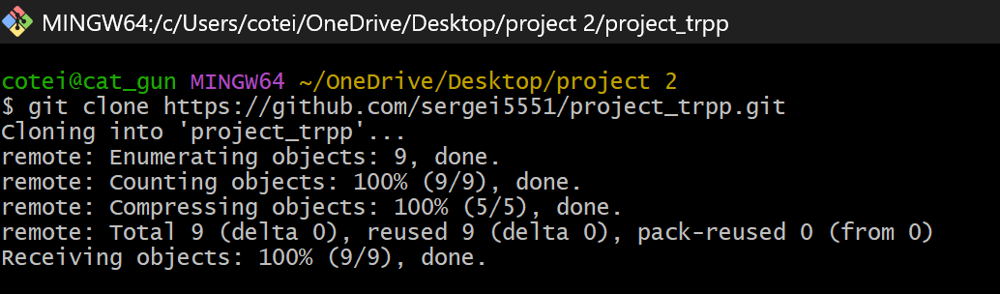 MINGW64:/c/Users/cotei/OneDrive/Desktop/project 2/project_trpp
cotei@cat_gun MINGW64 ~/OneDrive/Desktop/project 2
$ git clone https://github.com/sergei5551/project_trpp.git
Cloning into 'project_trpp'...
remote: Enumerating objects: 9, done.
remote: Counting objects: 100% (9/9), done.
remote: Compressing objects: 100% (5/5), done.
remote: Total 9 (delta 0), reused 9 (delta 0), pack-reused 0 (from 0)
Receiving objects: 100% (9/9), done.